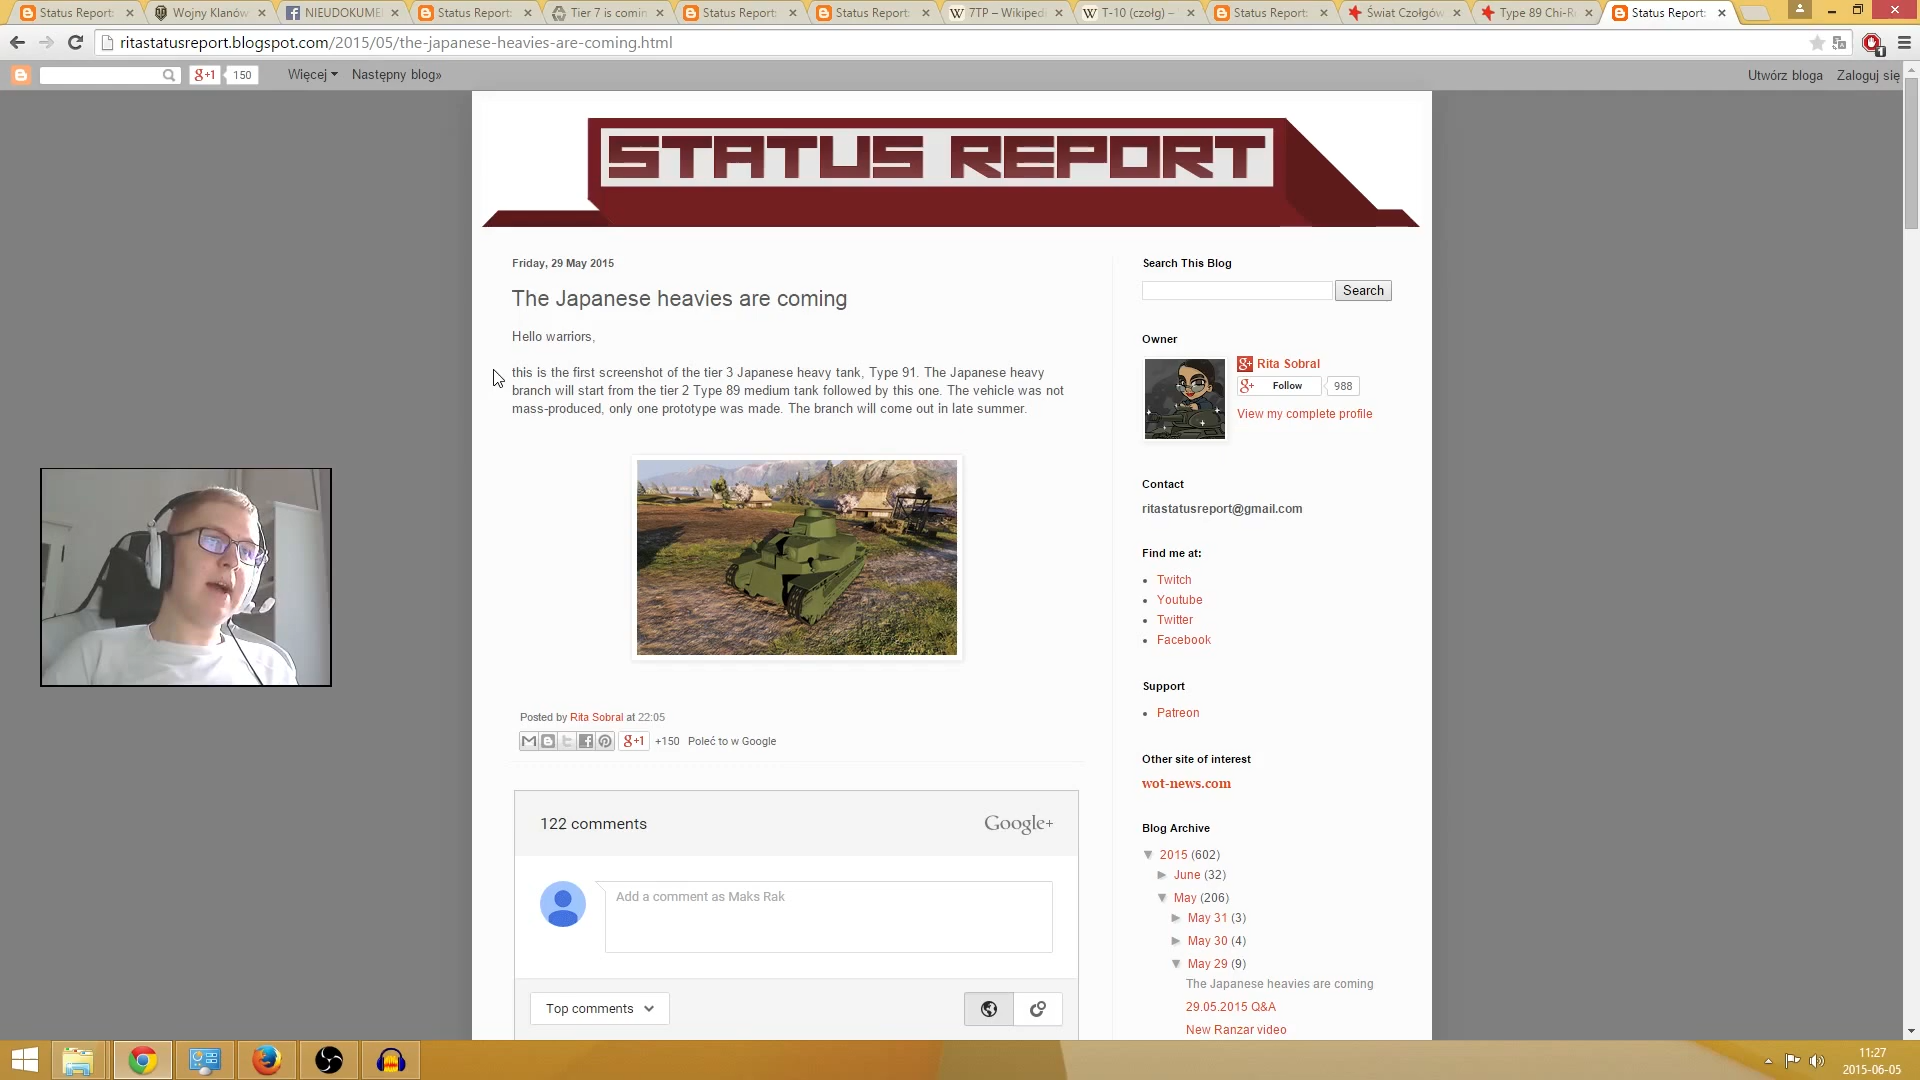 Status Report:
Wojny Klanów
NIEUDOKUME
Status Report:
Tier 7 is comin
Status Report:
Status Report:
7TP – Wikipedi
T-10 (czołg) –
Status Report:
Świat Czołgów
Type 89 Chi-R
Status Report:
ritastatusreport.blogspot.com/2015/05/the-japanese-heavies-are-coming.html
g+1 150 Więcej Następny blog» Utwórz bloga Zaloguj się
STATUS REPORT
Friday, 29 May 2015
The Japanese heavies are coming
Hello warriors,
this is the first screenshot of the tier 3 Japanese heavy tank, Type 91. The Japanese heavy
branch will start from the tier 2 Type 89 medium tank followed by this one. The vehicle was not
mass-produced, only one prototype was made. The branch will come out in late summer.
Posted by Rita Sobral at 22:05
g+1 +150 Poleć to w Google
122 comments Google+
Add a comment as Maks Rak
Top comments
Search This Blog
Search
Owner
Rita Sobral
Follow 988
View my complete profile
Contact
ritastatusreport@gmail.com
Find me at:
Twitch
Youtube
Twitter
Facebook
Support
Patreon
Other site of interest
wot-news.com
Blog Archive
▼ 2015 (602)
► June (32)
▼ May (206)
► May 31 (3)
► May 30 (4)
▼ May 29 (9)
The Japanese heavies are coming
29.05.2015 Q&A
New Ranzar video
11:27
2015-06-05